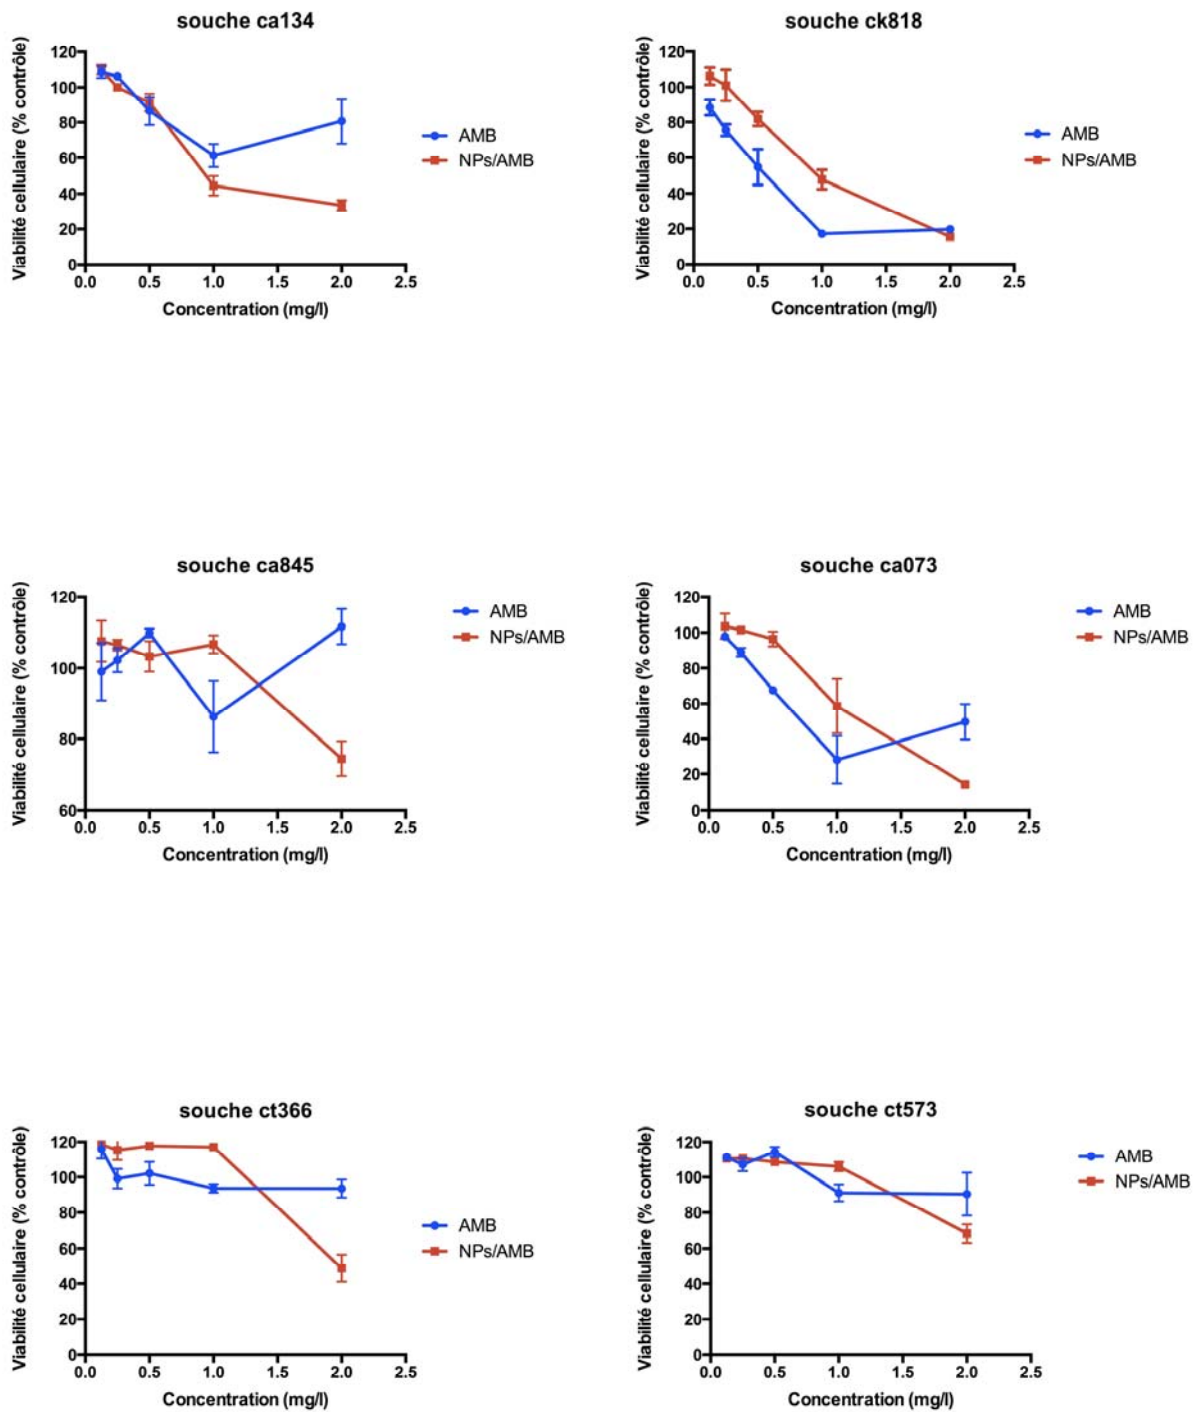 souche ca134
Viabilité cellulaire (% contrôle)
120
100
80
60
40
20
0
0.0 0.5 1.0 1.5 2.0 2.5
Concentration (mg/l)
AMB
NPs/AMB
souche ck818
Viabilité cellulaire (% contrôle)
120
100
80
60
40
20
0
0.0 0.5 1.0 1.5 2.0 2.5
Concentration (mg/l)
AMB
NPs/AMB
souche ca845
Viabilité cellulaire (% contrôle)
120
100
80
60
0.0 0.5 1.0 1.5 2.0 2.5
Concentration (mg/l)
AMB
NPs/AMB
souche ca073
Viabilité cellulaire (% contrôle)
120
100
80
60
40
20
0
0.0 0.5 1.0 1.5 2.0 2.5
Concentration (mg/l)
AMB
NPs/AMB
souche ct366
Viabilité cellulaire (% contrôle)
120
100
80
60
40
20
0
0.0 0.5 1.0 1.5 2.0 2.5
Concentration (mg/l)
AMB
NPs/AMB
souche ct573
Viabilité cellulaire (% contrôle)
120
100
80
60
40
20
0
0.0 0.5 1.0 1.5 2.0 2.5
Concentration (mg/l)
AMB
NPs/AMB